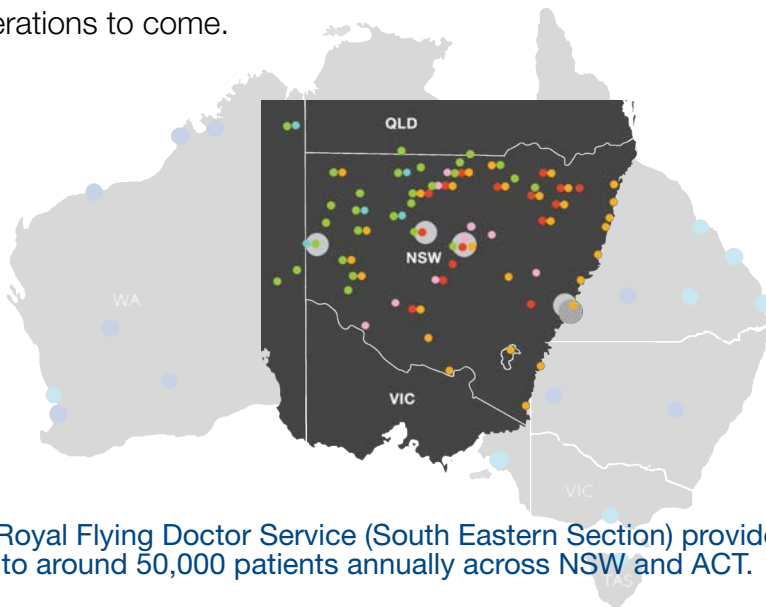 erations to come.
QLD
NSW
WA
VIC
VIC
Royal Flying Doctor Service (South Eastern Section) provide
to around 50,000 patients annually across NSW and ACT.
TAS